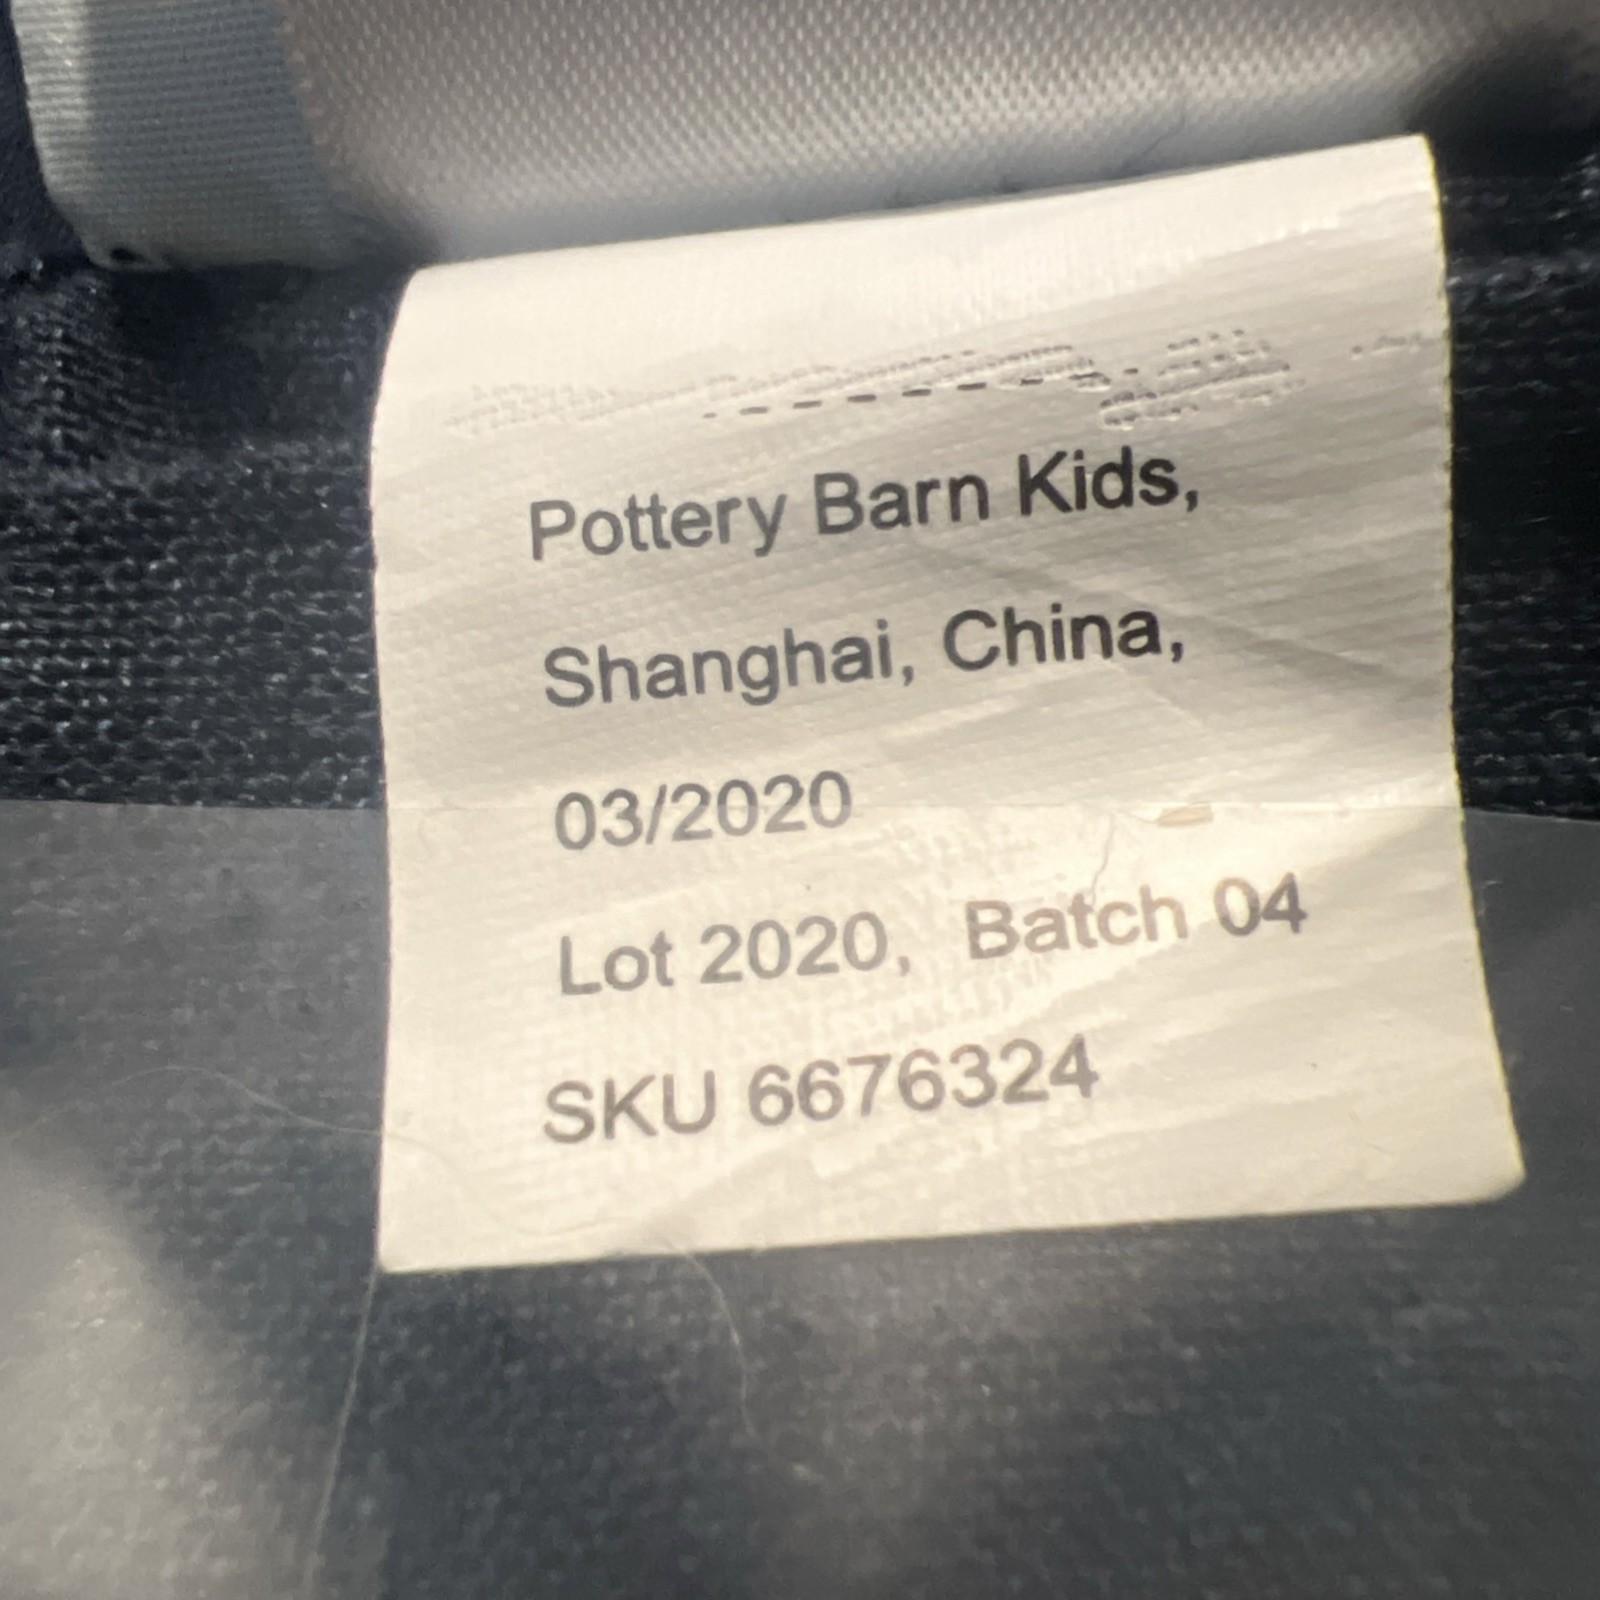 Pottery Barn Kids,
Shanghai, China,
03/2020
Lot 2020, Batch 04
SKU 6676324